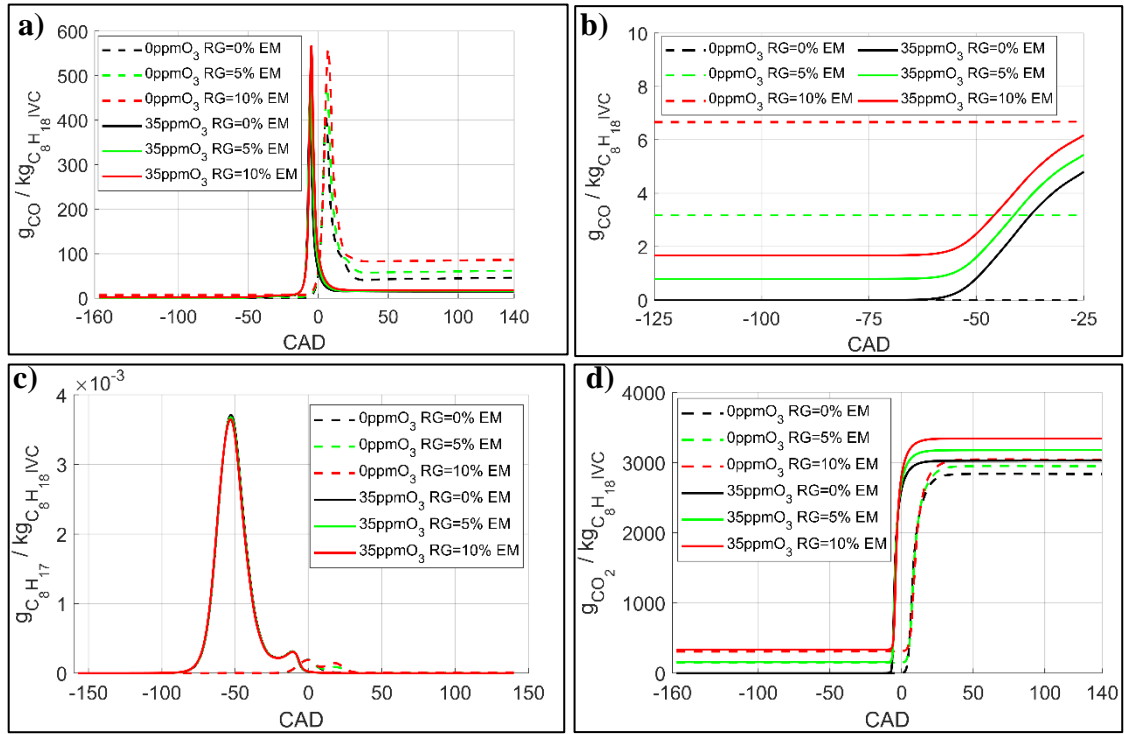 a)
600
500
400
300
200
100
0
-160
-100
-50
0
50
100
140
CAD
g_CO / kg_C8H18 IVC
0ppmO3 RG=0% EM
0ppmO3 RG=5% EM
0ppmO3 RG=10% EM
35ppmO3 RG=0% EM
35ppmO3 RG=5% EM
35ppmO3 RG=10% EM
b)
10
8
6
4
2
0
-125
-100
-75
-50
-25
CAD
g_CO / kg_C8H18 IVC
0ppmO3 RG=0% EM
0ppmO3 RG=5% EM
0ppmO3 RG=10% EM
35ppmO3 RG=0% EM
35ppmO3 RG=5% EM
35ppmO3 RG=10% EM
c)
×10^-3
4
3
2
1
0
-150
-100
-50
0
50
100
150
CAD
g_C8H17 / kg_C8H18 IVC
0ppmO3 RG=0% EM
0ppmO3 RG=5% EM
0ppmO3 RG=10% EM
35ppmO3 RG=0% EM
35ppmO3 RG=5% EM
35ppmO3 RG=10% EM
d)
4000
3000
2000
1000
0
-160
-100
-50
0
50
100
140
CAD
g_CO2 / kg_C8H18 IVC
0ppmO3 RG=0% EM
0ppmO3 RG=5% EM
0ppmO3 RG=10% EM
35ppmO3 RG=0% EM
35ppmO3 RG=5% EM
35ppmO3 RG=10% EM